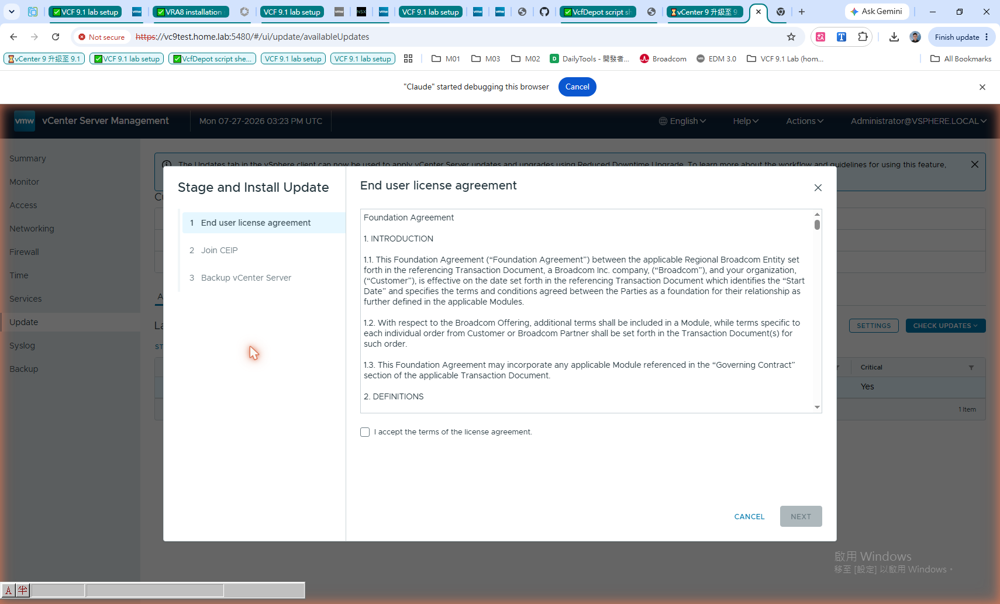 VCF 9.1 lab setup
vmw
VRA8 installation
VCF 9.1 lab setup
vmw
NSX
vmw
VCF 9.1 lab setup
vmw
vmw
VcfDepot script sh
vCenter 9 升级至 9
Ask Gemini
Not secure
https://vc9test.home.lab:5480/#/ui/update/availableUpdates
Finish update
vCenter 9 升级至 9.1
VCF 9.1 lab setup
VcfDepot script she...
VCF 9.1 lab setup
VCF 9.1 lab setup
M01
M03
M02
DailyTools - 開發者...
Broadcom
EDM 3.0
VCF 9.1 Lab (hom...
All Bookmarks
"Claude" started debugging this browser
Cancel
vmw
vCenter Server Management
Mon 07-27-2026 03:23 PM UTC
English
Help
Actions
Administrator@VSPHERE.LOCAL
Summary
Monitor
Access
Networking
Firewall
Time
Services
Update
Syslog
Backup
The Updates tab in the vSphere client can now be used to apply vCenter Server updates and upgrades using Reduced Downtime Upgrade. To learn more about the workflow and guidelines for using this feature,
Stage and Install Update
1 End user license agreement
2 Join CEIP
3 Backup vCenter Server
End user license agreement
Foundation Agreement
1. INTRODUCTION
1.1. This Foundation Agreement (“Foundation Agreement”) between the applicable Regional Broadcom Entity set
forth in the referencing Transaction Document, a Broadcom Inc. company, (“Broadcom”), and your organization,
(“Customer”), is effective on the date set forth in the referencing Transaction Document which identifies the “Start
Date” and specifies the terms and conditions agreed between the Parties as a foundation for their relationship as
further defined in the applicable Modules.
1.2. With respect to the Broadcom Offering, additional terms shall be included in a Module, while terms specific to
each individual order from Customer or Broadcom Partner shall be set forth in the Transaction Document(s) for
such order.
1.3. This Foundation Agreement may incorporate any applicable Module referenced in the “Governing Contract”
section of the applicable Transaction Document.
2. DEFINITIONS
I accept the terms of the license agreement.
CANCEL
NEXT
SETTINGS
CHECK UPDATES
Critical
Yes
1 Item
啟用 Windows
移至 [設定] 以啟用 Windows。
A 半